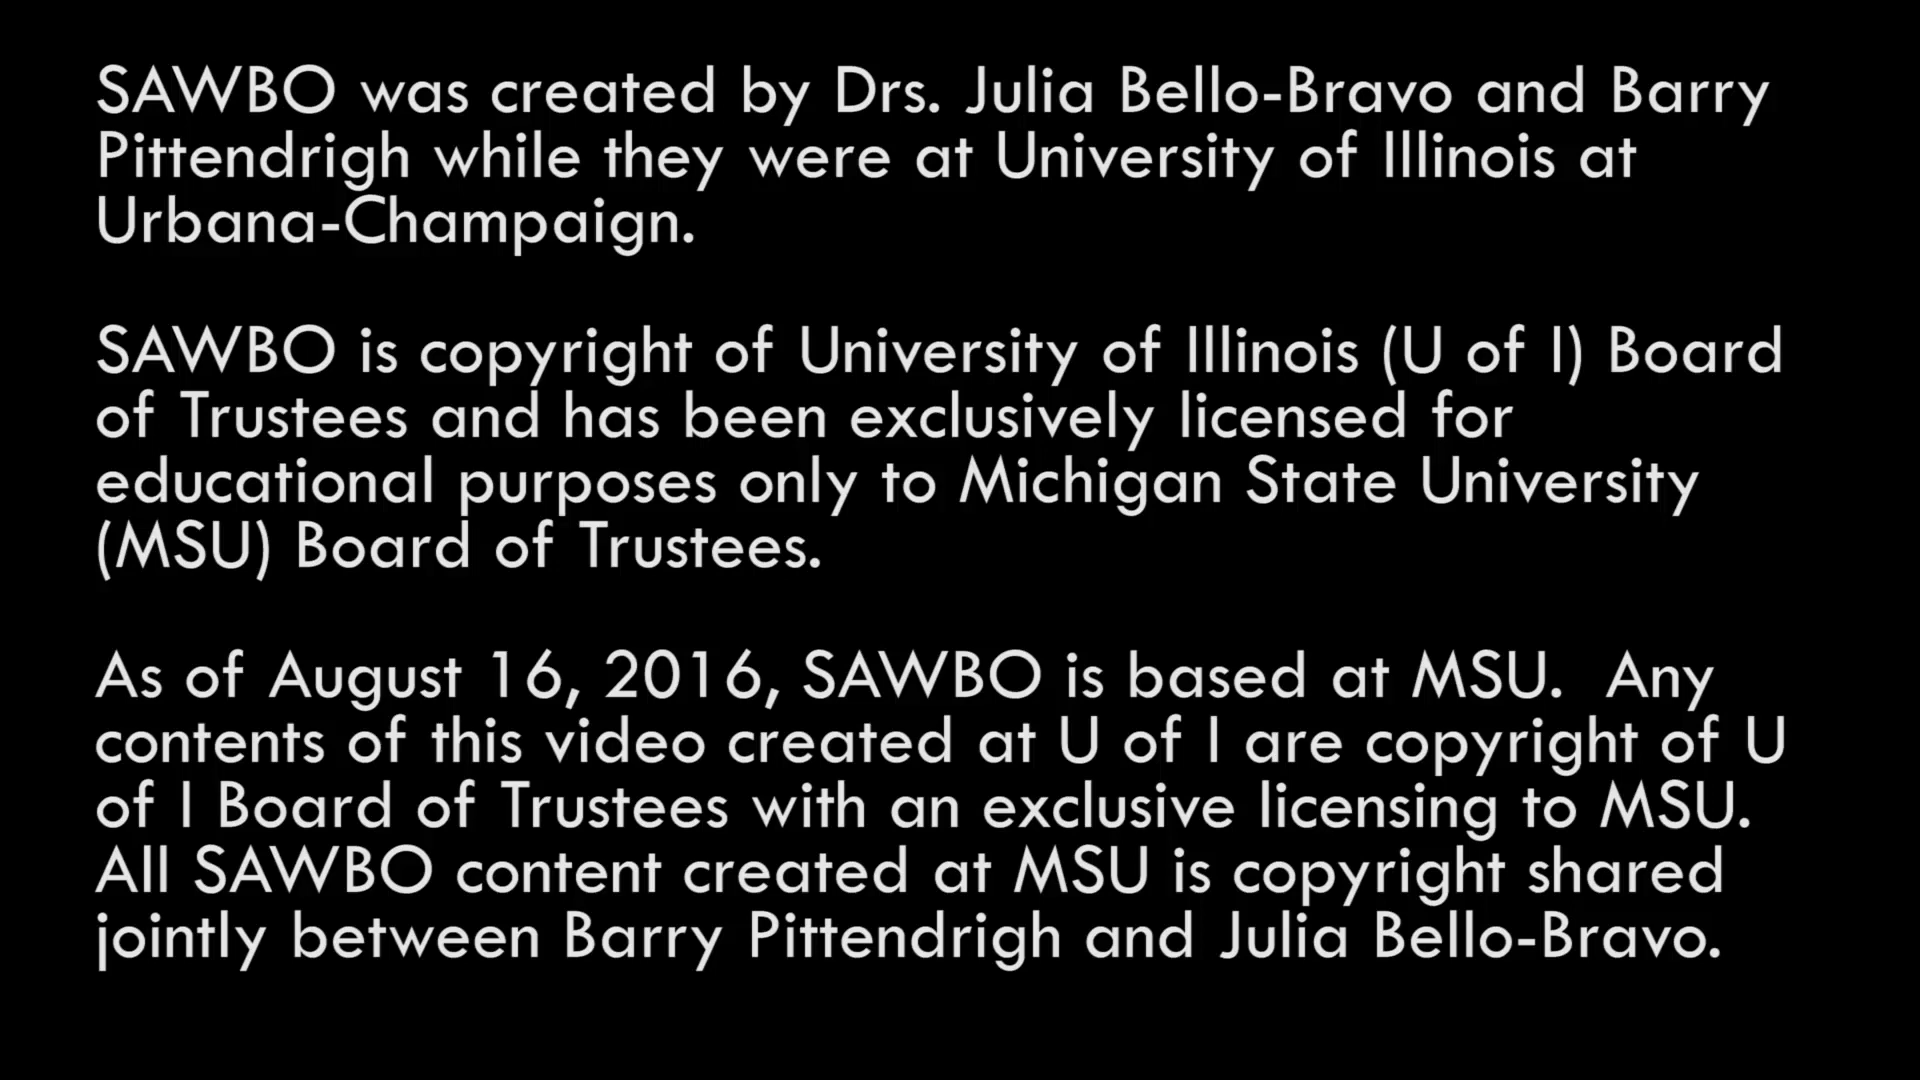 SAWBO was created by Drs. Julia Bello-Bravo and Barry
Pittendrigh while they were at University of Illinois at
Urbana-Champaign.
SAWBO is copyright of University of Illinois (U of I) Board
of Trustees and has been exclusively licensed for
educational purposes only to Michigan State University
(MSU) Board of Trustees.
As of August 16, 2016, SAWBO is based at MSU.  Any
contents of this video created at U of I are copyright of U
of I Board of Trustees with an exclusive licensing to MSU.
All SAWBO content created at MSU is copyright shared
jointly between Barry Pittendrigh and Julia Bello-Bravo.